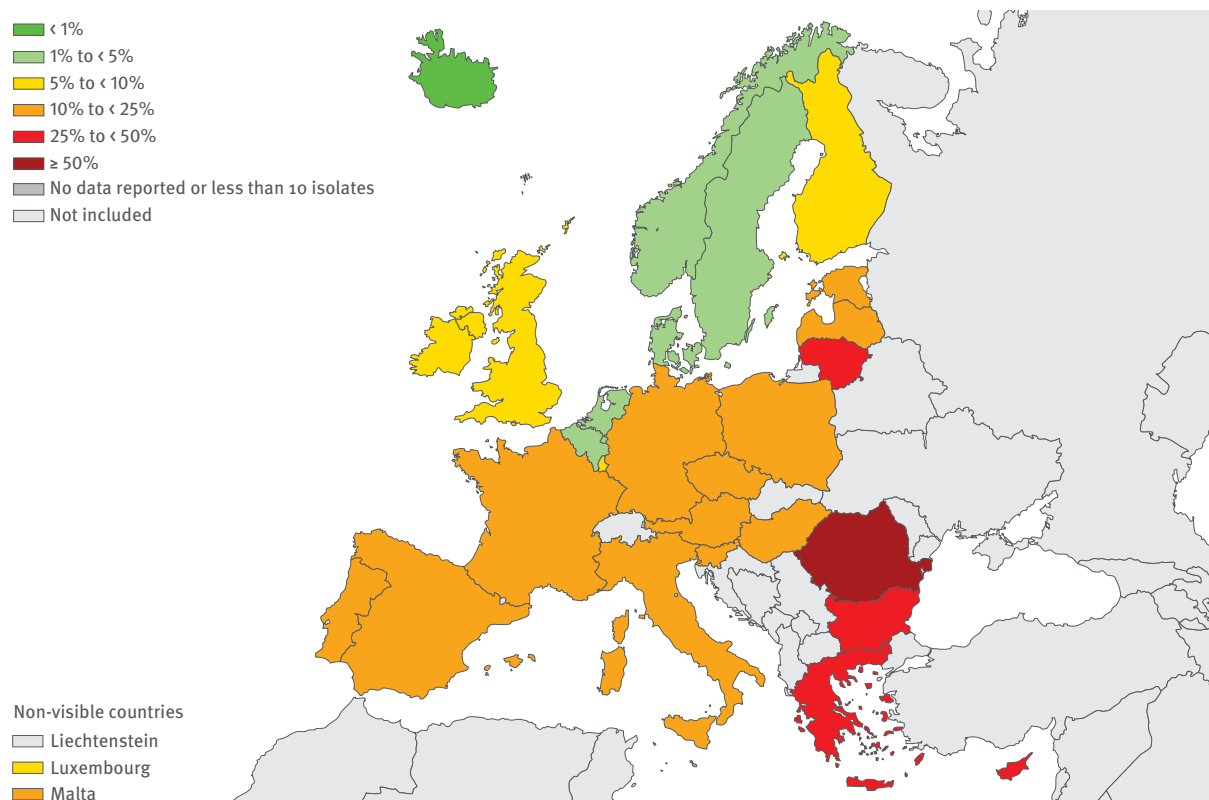 < 1%
1% to < 5%
5% to < 10%
10% to < 25%
25% to < 50%
≥ 50%
No data reported or less than 10 isolates
Not included
Non-visible countries
Liechtenstein
Luxembourg
Malta